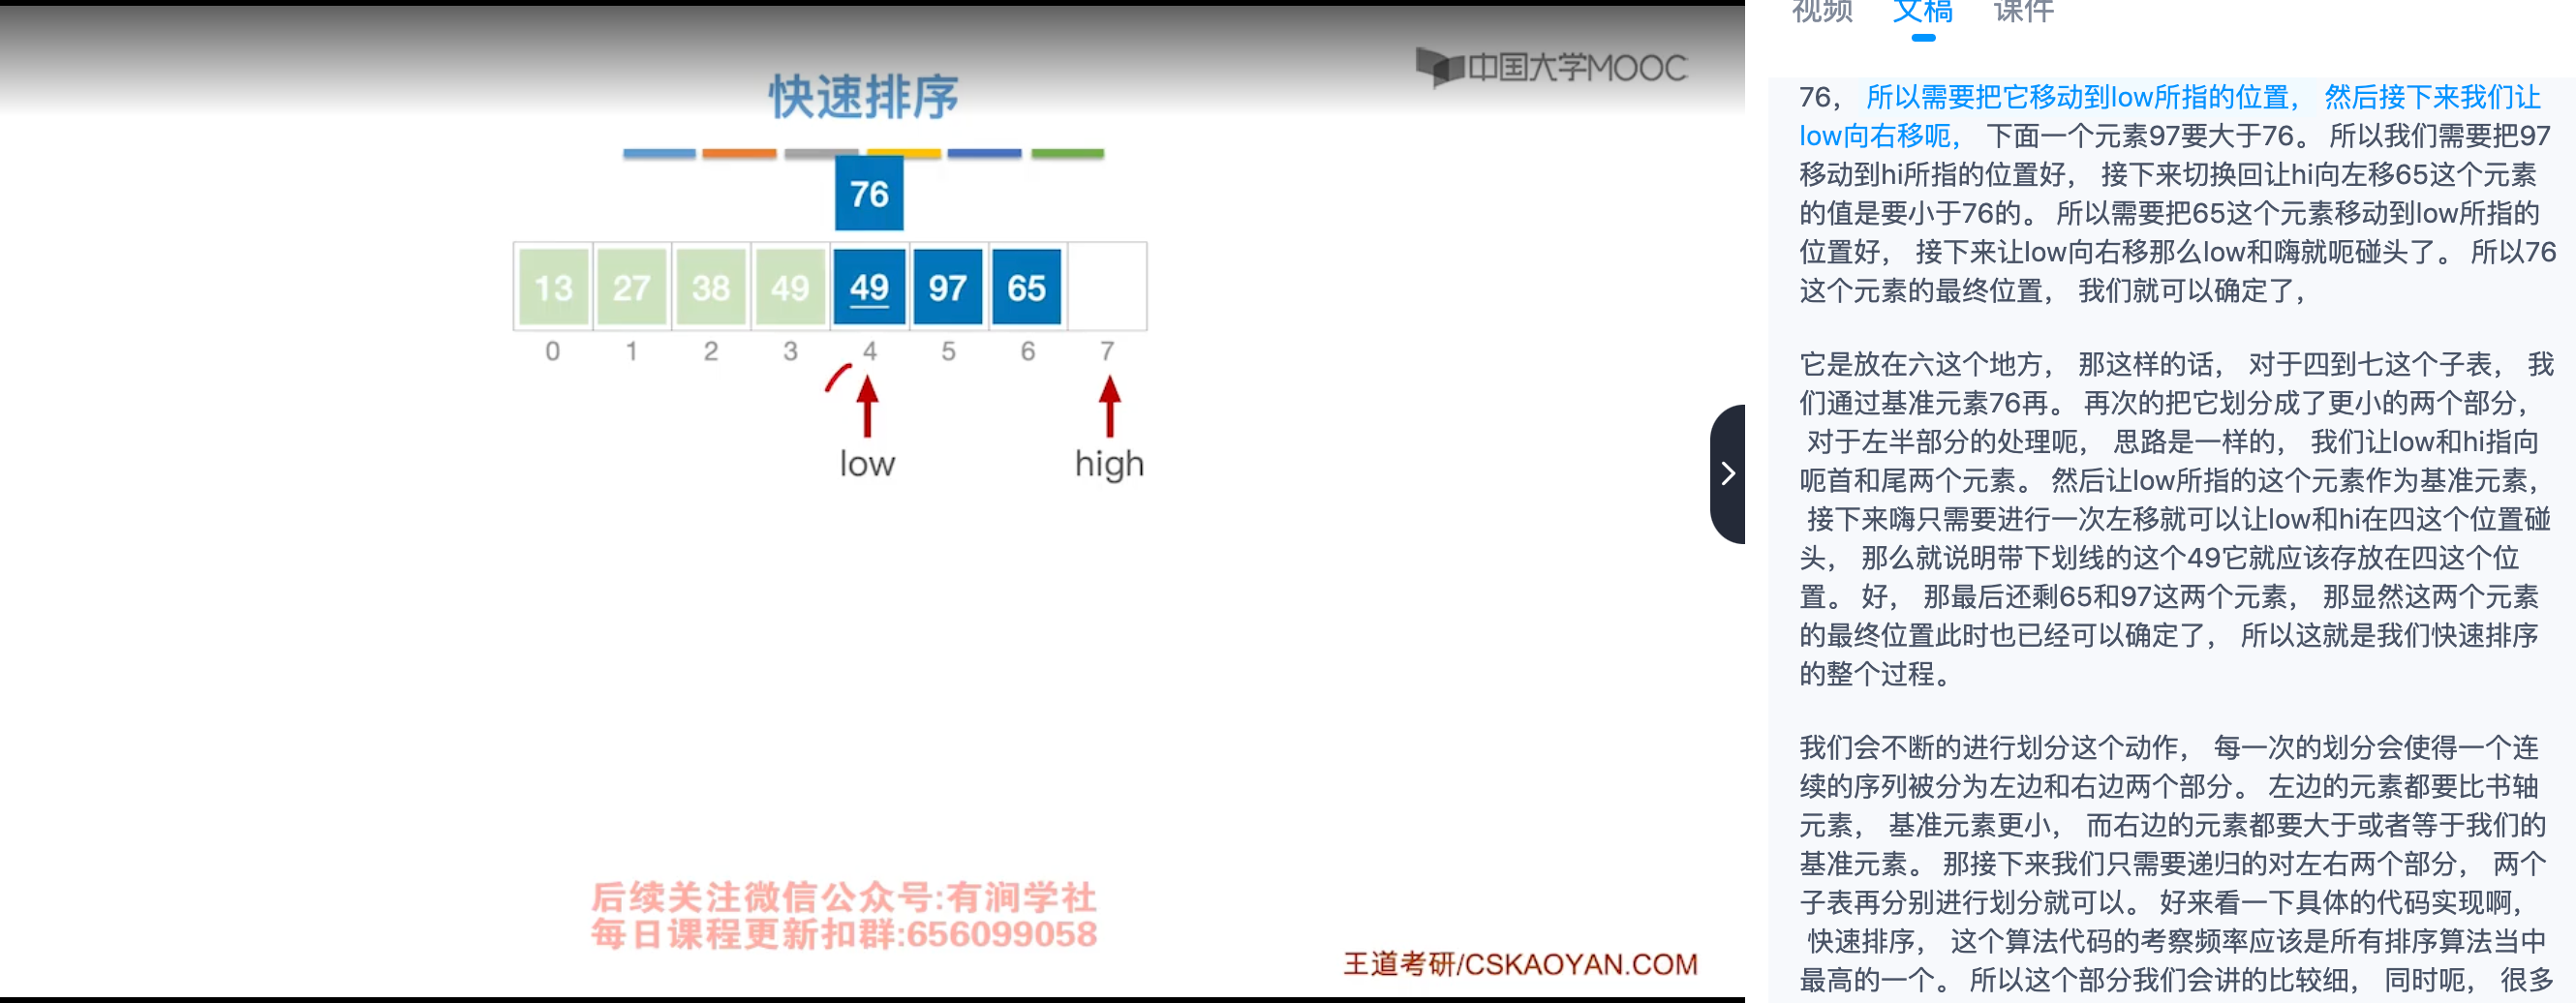 中国大学MOOC
快速排序
76
13 27 38 49 49 97 65
0 1 2 3 4 5 6 7
low high
后续关注微信公众号:有涧学社
每日课程更新扣群:656099058
王道考研/CSKAOYAN.COM
视频 文稿 课件
76， 所以需要把它移动到low所指的位置， 然后接下来我们让
low向右移呃， 下面一个元素97要大于76。 所以我们需要把97
移动到hi所指的位置好， 接下来切换回让hi向左移65这个元素
的值是要小于76的。 所以需要把65这个元素移动到low所指的
位置好， 接下来让low向右移那么low和嗨就呃碰头了。 所以76
这个元素的最终位置， 我们就可以确定了，
它是放在六这个地方， 那这样的话， 对于四到七这个子表， 我
们通过基准元素76再。 再次的把它划分成了更小的两个部分，
对于左半部分的处理呃， 思路是一样的， 我们让low和hi指向
呃首和尾两个元素。 然后让low所指的这个元素作为基准元素，
接下来嗨只需要进行一次左移就可以让low和hi在四这个位置碰
头， 那么就说明带下划线的这个49它就应该存放在四这个位
置。 好， 那最后还剩65和97这两个元素， 那显然这两个元素
的最终位置此时也已经可以确定了， 所以这就是我们快速排序
的整个过程。
我们会不断的进行划分这个动作， 每一次的划分会使得一个连
续的序列被分为左边和右边两个部分。 左边的元素都要比书轴
元素， 基准元素更小， 而右边的元素都要大于或者等于我们的
基准元素。 那接下来我们只需要递归的对左右两个部分， 两个
子表再分别进行划分就可以。 好来看一下具体的代码实现啊，
快速排序， 这个算法代码的考察频率应该是所有排序算法当中
最高的一个。 所以这个部分我们会讲的比较细， 同时呃， 很多